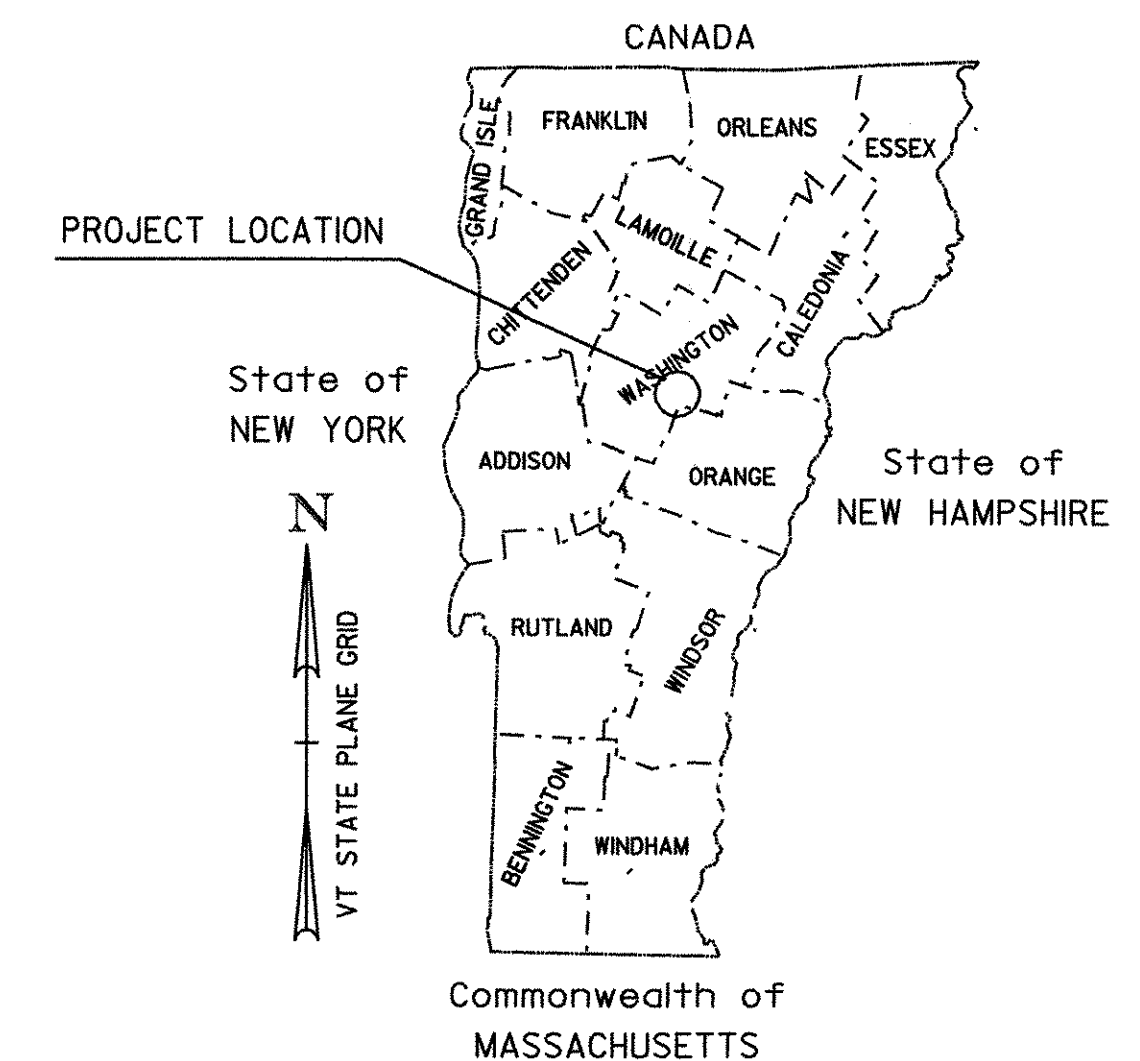 CANADA
GRAND ISLE
FRANKLIN
ORLEANS
ESSEX
PROJECT LOCATION
LAMOILLE
CHITTENDEN
CALEDONIA
WASHINGTON
State of
NEW YORK
ADDISON
ORANGE
State of
NEW HAMPSHIRE
N
VT STATE PLANE GRID
RUTLAND
WINDSOR
BENNINGTON
WINDHAM
Commonwealth of
MASSACHUSETTS